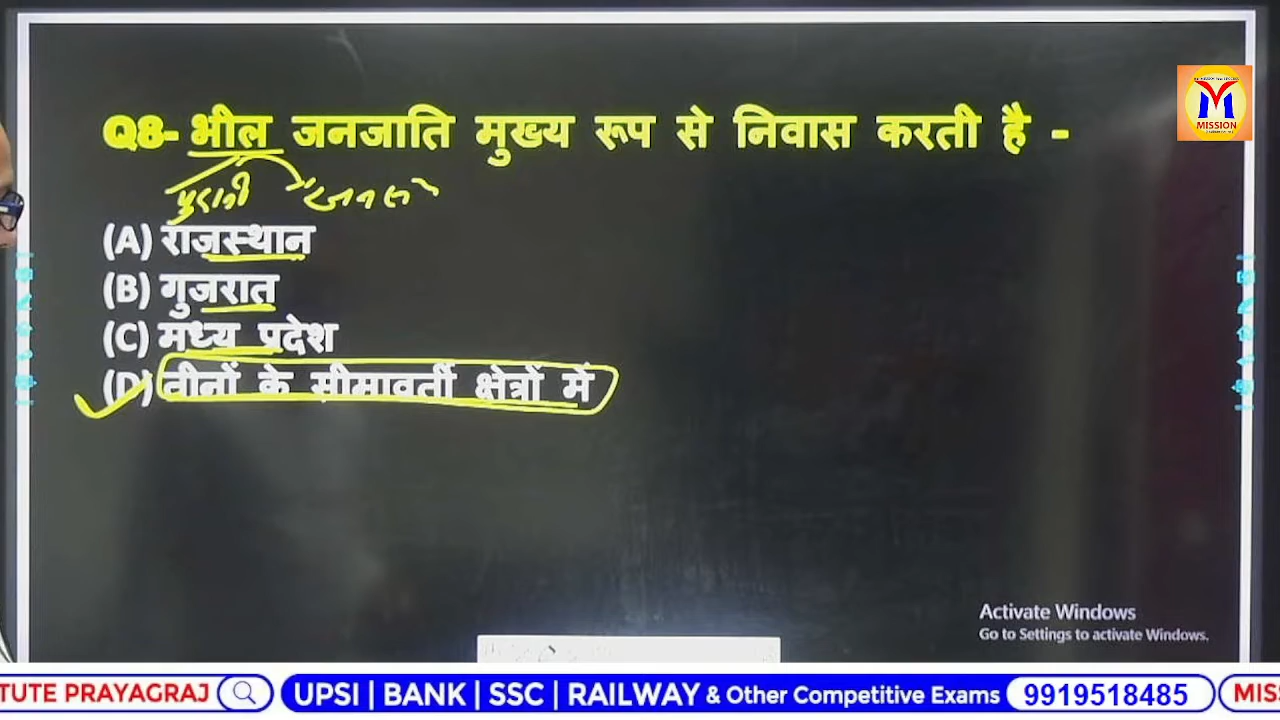 Q8- भील जनजाति मुख्य रूप से निवास करती है -
पुरानी
(A) राजस्थान
(B) गुजरात
(C) मध्य प्रदेश
(D) तीनों के सीमावर्ती क्षेत्रों में
MISSION
Activate Windows
Go to Settings to activate Windows.
TUTE PRAYAGRAJ
UPSI | BANK | SSC | RAILWAY & Other Competitive Exams
9919518485
MIS